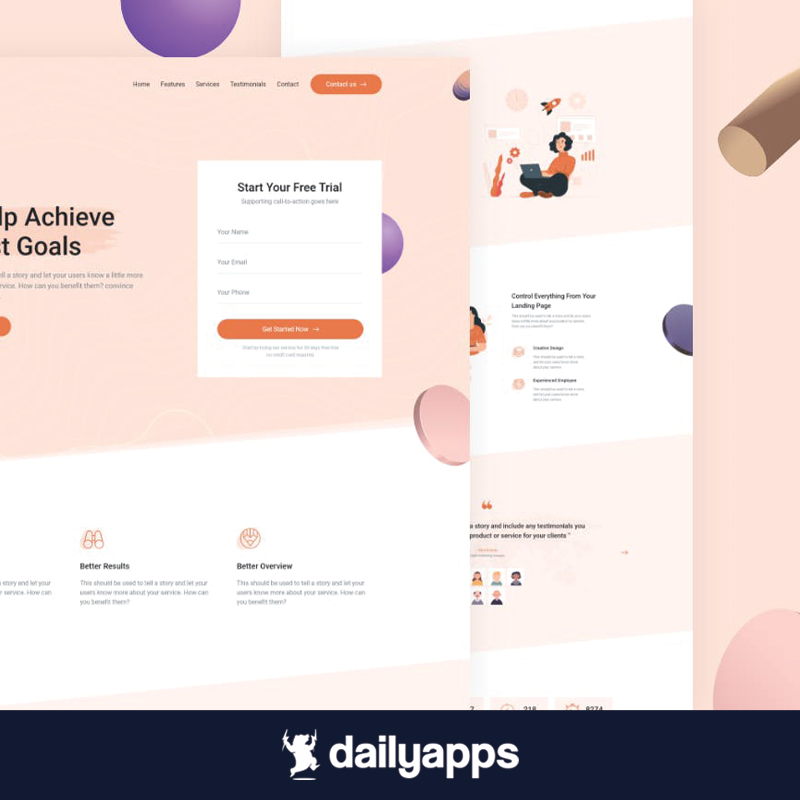 Home Features Services Testimonials Contact Contact us →
lp Achieve
t Goals
ell a story and let your users know a little more
rvice. How can you benefit them? convince
Start Your Free Trial
Supporting call-to-action goes here
Your Name
Your Email
Your Phone
Get Started Now →
Start by trying our service for 30 days free trial
no credit card required.
Better Results
This should be used to tell a story and let your
users know more about your service. How can
you benefit them?
Better Overview
This should be used to tell a story and let your
users know more about your service. How can
you benefit them?
a story and let your
r service. How can
Control Everything From Your
Landing Page
Creative Design
Experienced Employee
“
a story and include any testimonials you
product or service for your clients "
7 218 8274
dailyapps